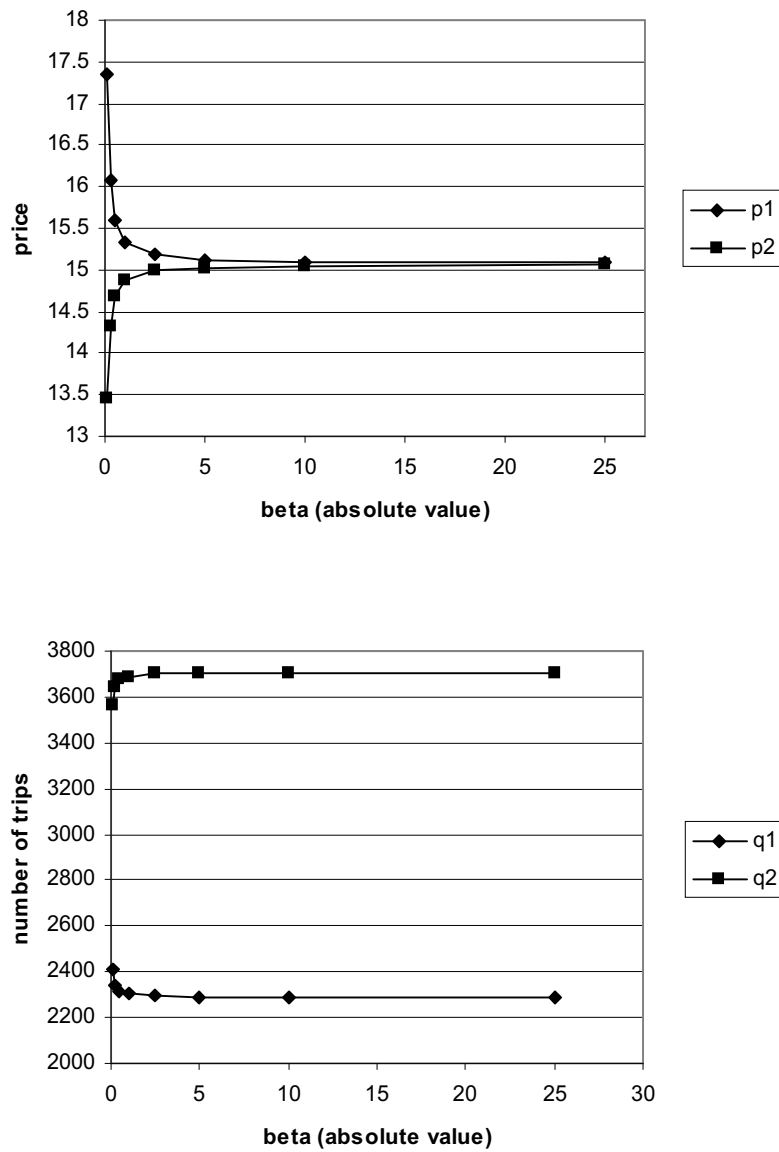 18
17.5
17
16.5
16
15.5
15
14.5
14
13.5
13
price
0 5 10 15 20 25
beta (absolute value)
p1
p2
3800
3600
3400
3200
3000
2800
2600
2400
2200
2000
number of trips
0 5 10 15 20 25 30
beta (absolute value)
q1
q2